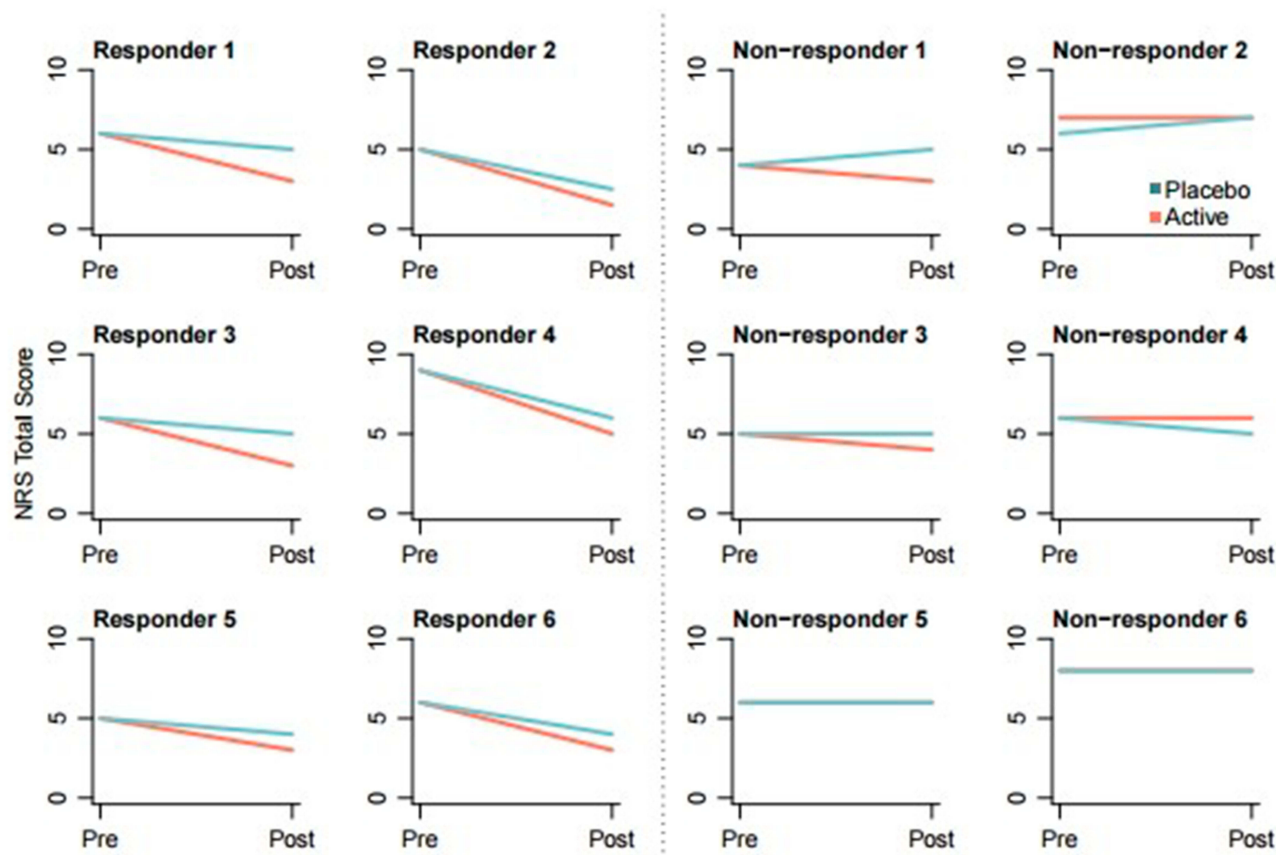 Responder 1
Responder 2
Non−responder 1
Non−responder 2
10
5
0
Pre
Post
10
5
0
Pre
Post
10
5
0
Pre
Post
10
5
0
Placebo
Active
Pre
Post
NRS Total Score
Responder 3
Responder 4
Non−responder 3
Non−responder 4
10
5
0
Pre
Post
10
5
0
Pre
Post
10
5
0
Pre
Post
10
5
0
Pre
Post
Responder 5
Responder 6
Non−responder 5
Non−responder 6
10
5
0
Pre
Post
10
5
0
Pre
Post
10
5
0
Pre
Post
10
5
0
Pre
Post